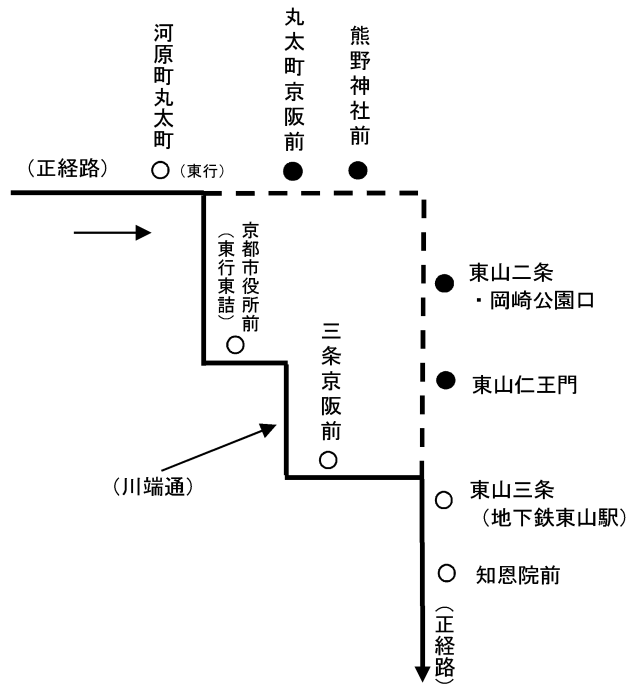 河原町丸太町
（東行）
丸太町京阪前
熊野神社前
（正経路）
京都市役所前
（東行東詰）
三条京阪前
東山二条
・岡崎公園口
東山仁王門
（川端通）
東山三条
（地下鉄東山駅）
知恩院前
（正経路）